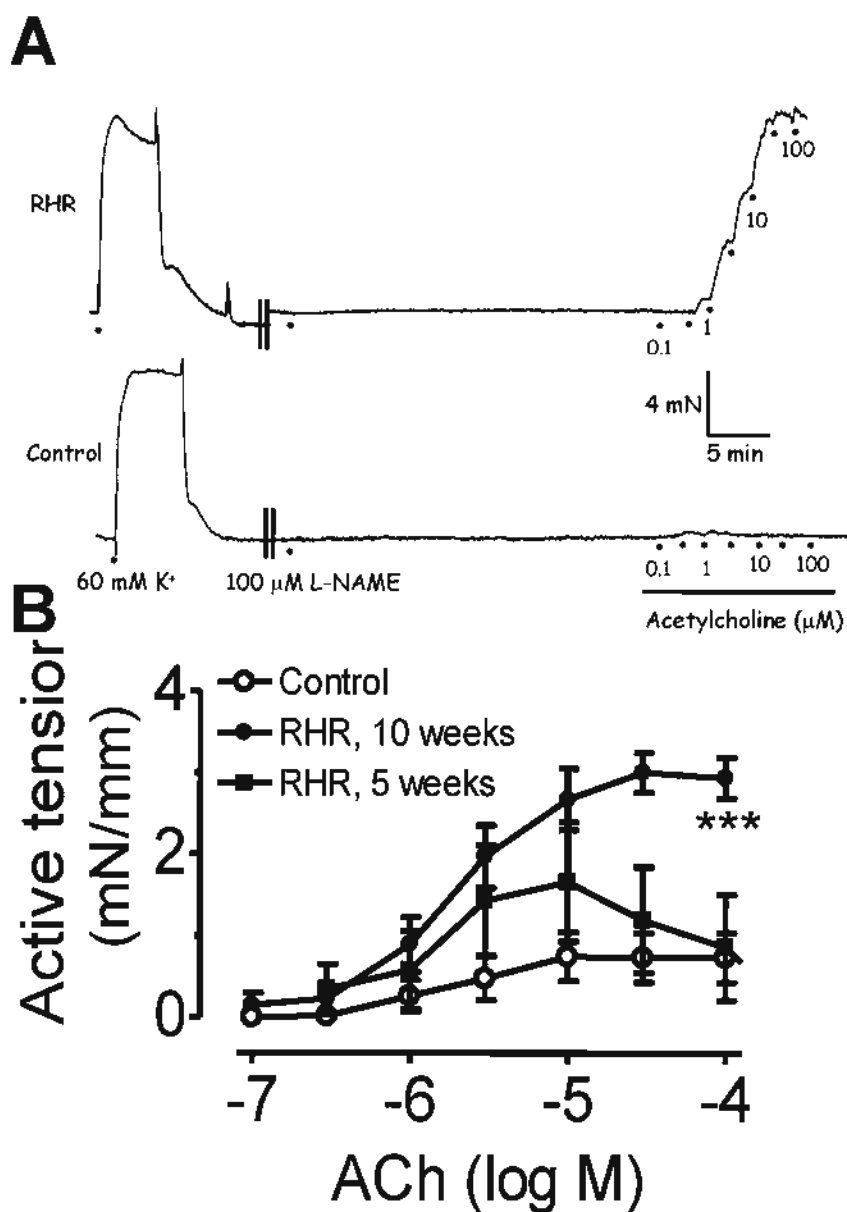 A
RHR
100
10
1
0.1
4 mN
5 min
Control
60 mM K⁺
100 µM L-NAME
0.1
1
10
100
Acetylcholine (µM)
B
Control
RHR, 10 weeks
RHR, 5 weeks
Active tension
(mN/mm)
4
2
0
***
-7
-6
-5
-4
ACh (log M)